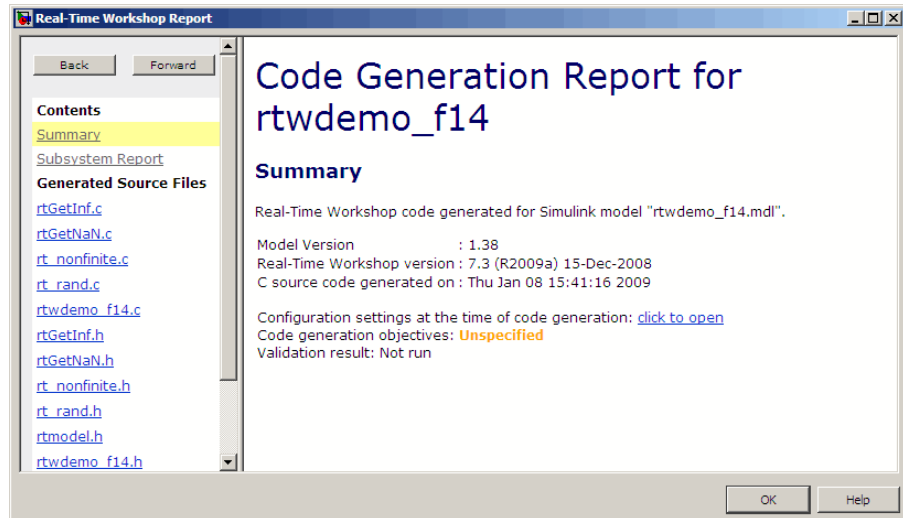 Real-Time Workshop Report
Back
Forward
Contents
Summary
Subsystem Report
Generated Source Files
rtGetInf.c
rtGetNaN.c
rt_nonfinite.c
rt_rand.c
rtwdemo_f14.c
rtGetInf.h
rtGetNaN.h
rt_nonfinite.h
rt_rand.h
rtmodel.h
rtwdemo_f14.h
Code Generation Report for
rtwdemo_f14
Summary
Real-Time Workshop code generated for Simulink model "rtwdemo_f14.mdl".
Model Version : 1.38
Real-Time Workshop version : 7.3 (R2009a) 15-Dec-2008
C source code generated on : Thu Jan 08 15:41:16 2009
Configuration settings at the time of code generation: click to open
Code generation objectives: Unspecified
Validation result: Not run
OK
Help